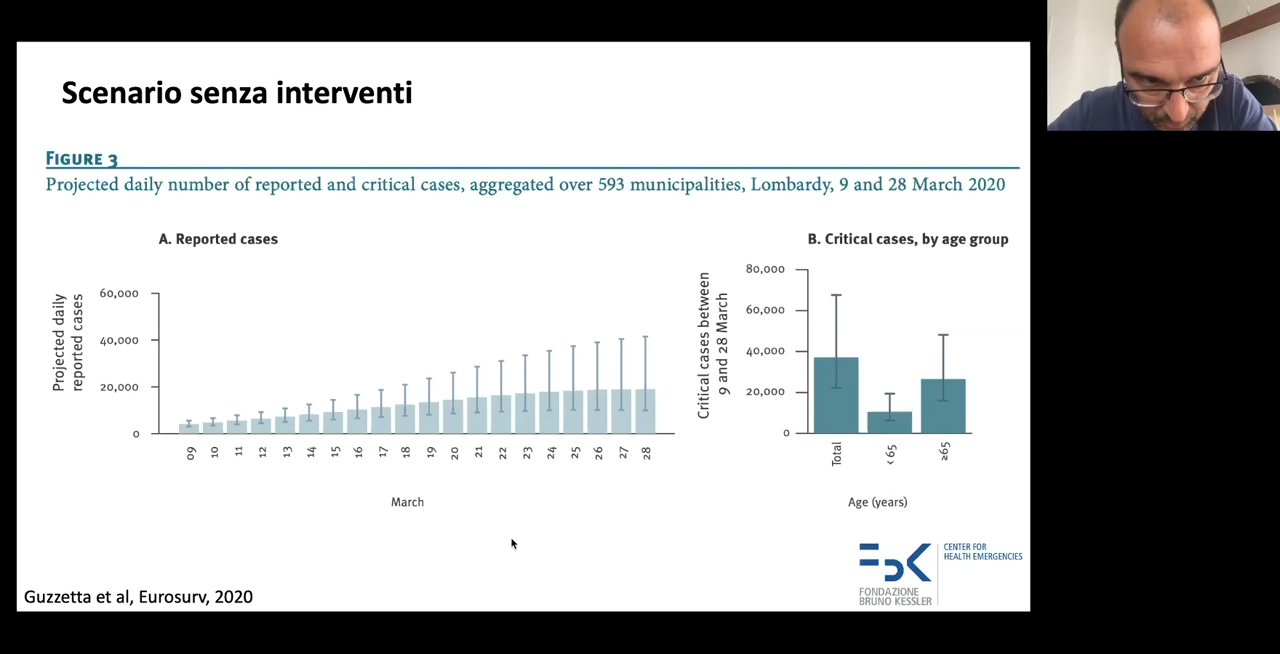 Scenario senza interventi
FIGURE 3
Projected daily number of reported and critical cases, aggregated over 593 municipalities, Lombardy, 9 and 28 March 2020
A. Reported cases
Projected daily
reported cases
60,000
40,000
20,000
0
09 10 11 12 13 14 15 16 17 18 19 20 21 22 23 24 25 26 27 28
March
B. Critical cases, by age group
Critical cases between
9 and 28 March
80,000
60,000
40,000
20,000
0
Total < 65 ≥65
Age (years)
FBK
CENTER FOR
HEALTH EMERGENCIES
FONDAZIONE
BRUNO KESSLER
Guzzetta et al, Eurosurv, 2020